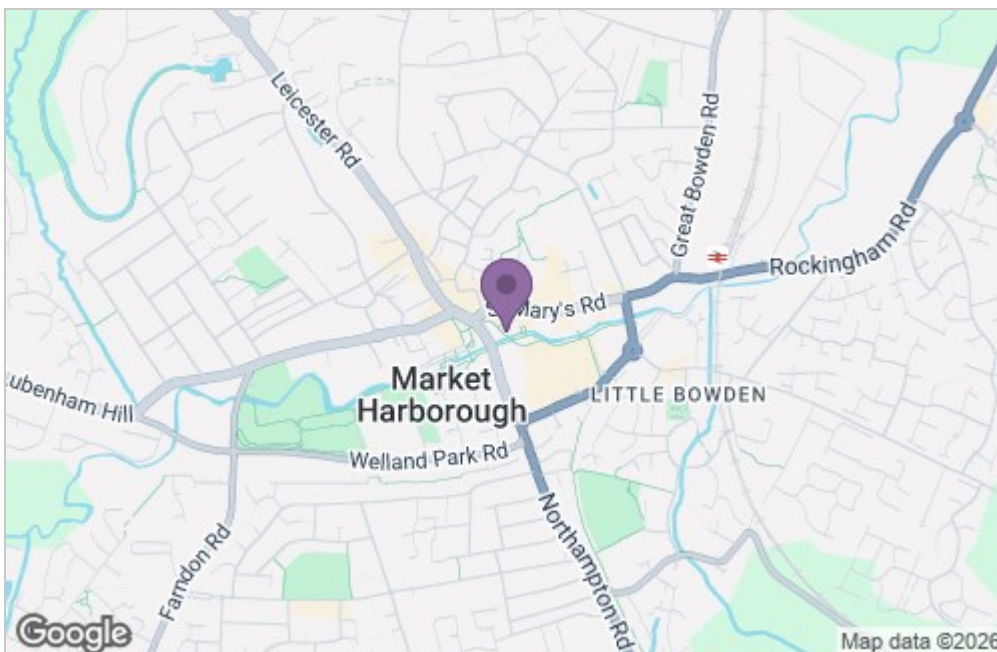 Leicester Rd
Great Bowden Rd
Rockingham Rd
Mary's Rd
Market
Harborough
LITTLE BOWDEN
ubenham Hill
Welland Park Rd
Farndon Rd
Northampton Rd
Google
Map data ©2026